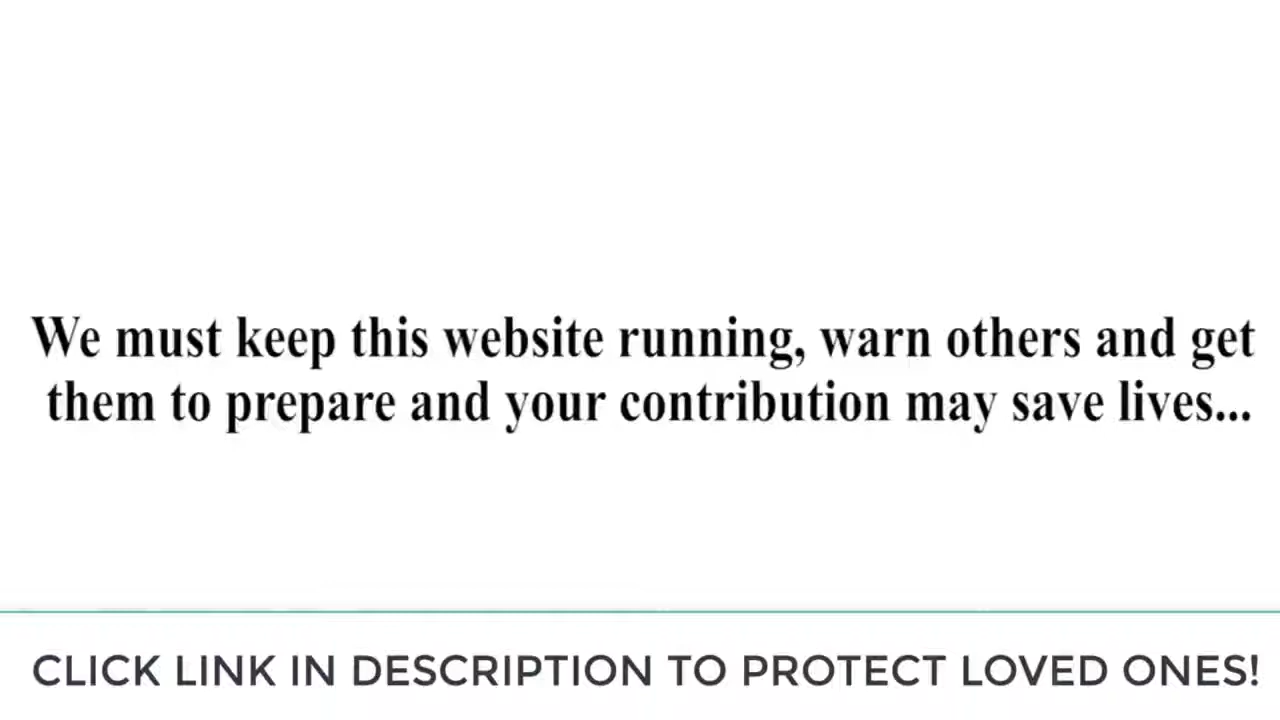 We must keep this website running, warn others and get
them to prepare and your contribution may save lives...
CLICK LINK IN DESCRIPTION TO PROTECT LOVED ONES!